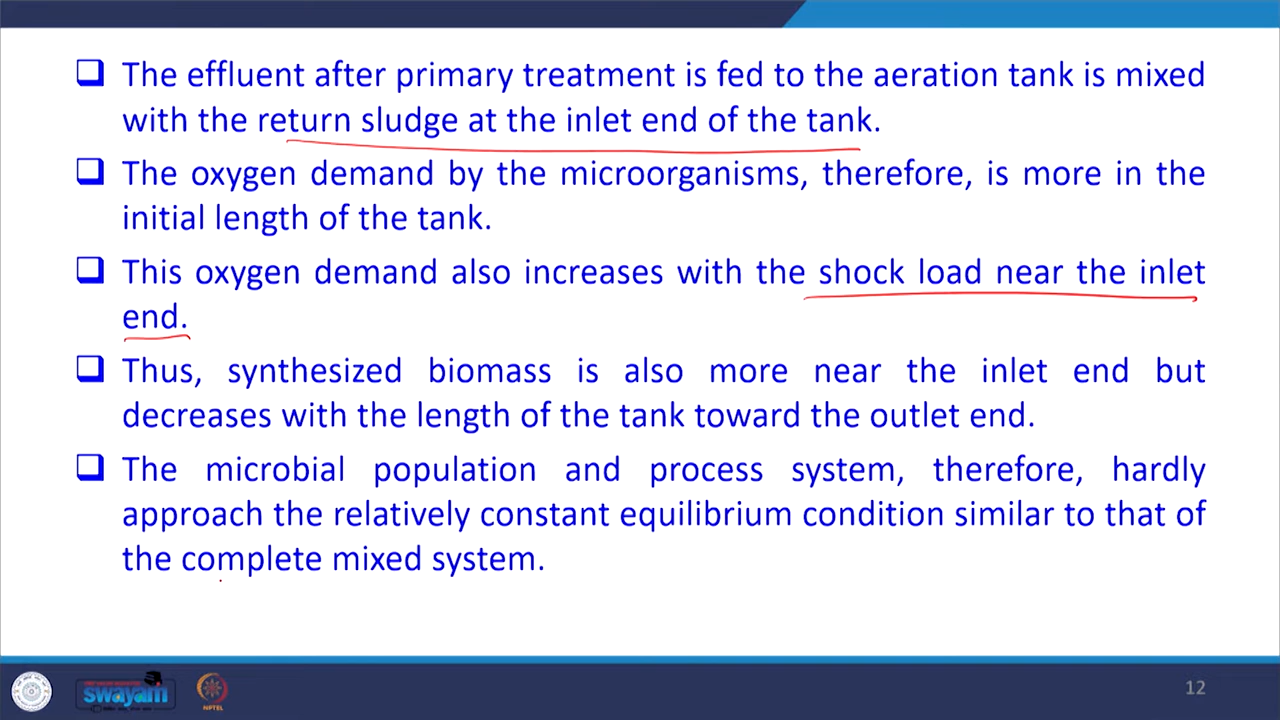 The effluent after primary treatment is fed to the aeration tank is mixed
with the return sludge at the inlet end of the tank.
The oxygen demand by the microorganisms, therefore, is more in the
initial length of the tank.
This oxygen demand also increases with the shock load near the inlet
end.
Thus, synthesized biomass is also more near the inlet end but
decreases with the length of the tank toward the outlet end.
The microbial population and process system, therefore, hardly
approach the relatively constant equilibrium condition similar to that of
the complete mixed system.
swayam
NPTEL
12